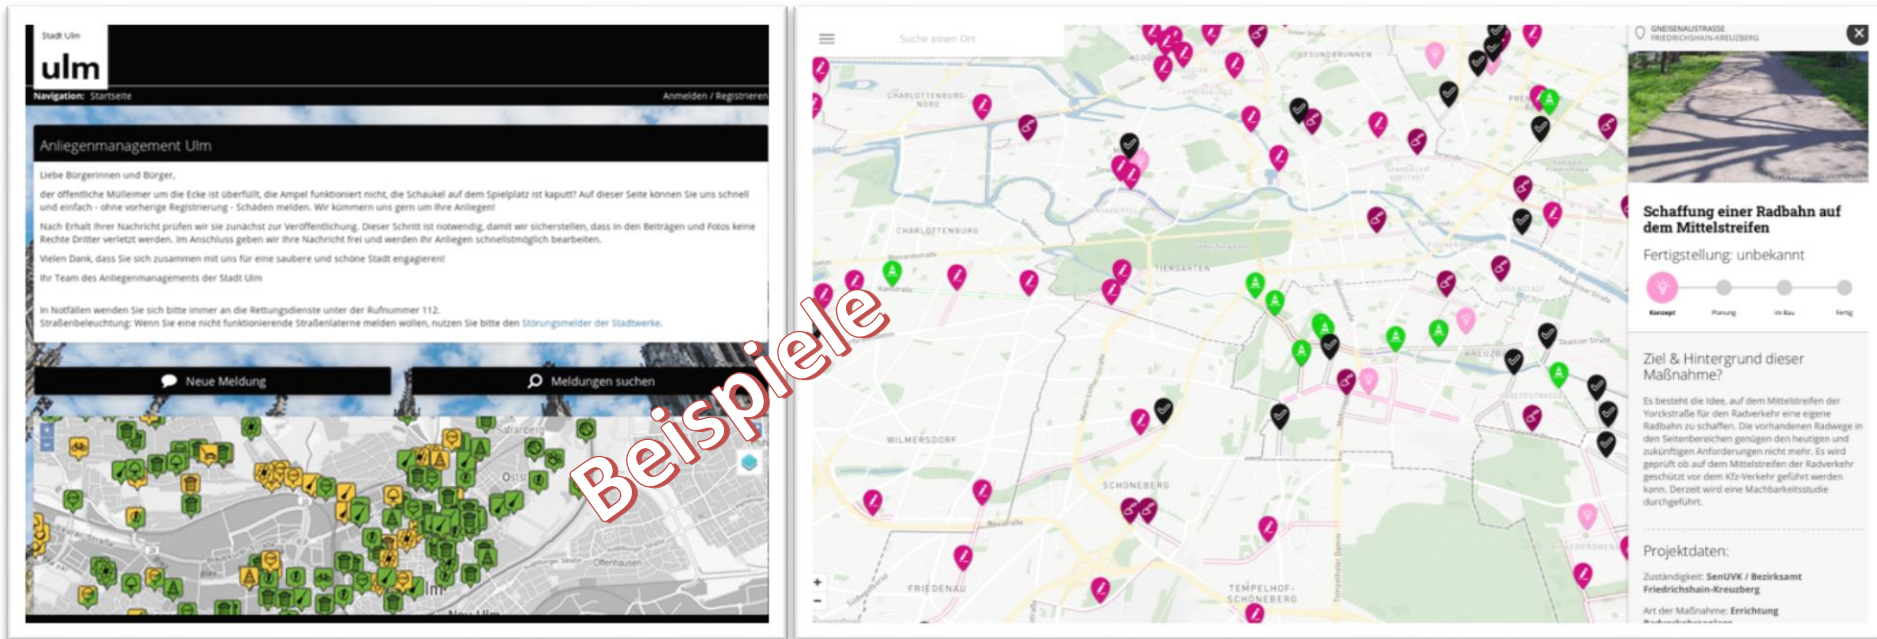 Stadt Ulm
ulm
Navigation: Startseite
Anmelden / Registrieren
Anliegenmanagement Ulm
Liebe Bürgerinnen und Bürger,
der öffentliche Mülleimer um die Ecke ist überfüllt, die Ampel funktioniert nicht, die Schaukel auf dem Spielplatz ist kaputt? Auf dieser Seite können Sie uns schnell
und einfach - ohne vorherige Registrierung - Schäden melden. Wir kümmern uns gern um Ihre Anliegen!
Nach Erhalt Ihrer Nachricht prüfen wir sie zunächst zur Veröffentlichung. Dieser Schritt ist notwendig, damit wir sicherstellen, dass in den Beiträgen und Fotos keine
Rechte Dritter verletzt werden. Im Anschluss geben wir Ihre Nachricht frei und werden Ihr Anliegen schnellstmöglich bearbeiten.
Vielen Dank, dass Sie sich zusammen mit uns für eine saubere und schöne Stadt engagieren!
Ihr Team des Anliegenmanagements der Stadt Ulm
In Notfällen wenden Sie sich bitte immer an die Rettungsdienste unter der Rufnummer 112.
Straßenbeleuchtung: Wenn Sie eine nicht funktionierende Straßenlaterne melden wollen, nutzen Sie bitte den Störungsmelder der Stadtwerke.
Neue Meldung
Meldungen suchen
Offenhausen
Beispiele
Suche einen Ort
GESUNDBRUNNEN
CHARLOTTENBURG-
NORD
CHARLOTTENBURG
TIERGARTEN
WILMERSDORF
SCHÖNEBERG
FRIEDENAU
TEMPELHOF-
SCHÖNEBERG
GNEISENAUSTRASSE
FRIEDRICHSHAIN-KREUZBERG
Schaffung einer Radbahn auf
dem Mittelstreifen
Fertigstellung: unbekannt
Konzept
Planung
im Bau
Fertig
Ziel & Hintergrund dieser
Maßnahme?
Es besteht die Idee, auf dem Mittelstreifen der
Yorckstraße für den Radverkehr eine eigene
Radbahn zu schaffen. Die vorhandenen Radwege in
den Seitenbereichen genügen den heutigen und
zukünftigen Anforderungen nicht mehr. Es wird
geprüft ob auf dem Mittelstreifen der Radverkehr
geschützt vor dem Kfz-Verkehr geführt werden
kann. Derzeit wird eine Machbarkeitsstudie
durchgeführt.
Projektdaten:
Zuständigkeit: SenUVK / Bezirksamt
Friedrichshain-Kreuzberg
Art der Maßnahme: Errichtung